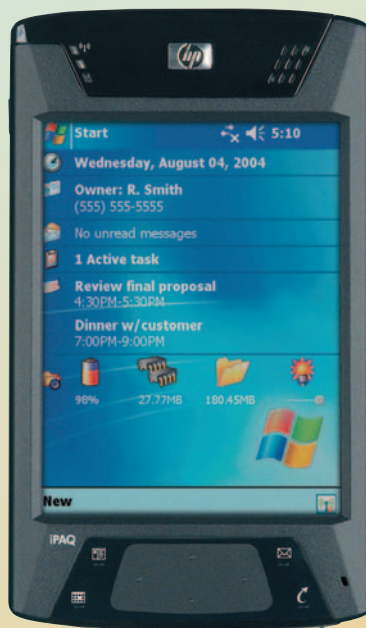 hp
Start 5:10
Wednesday, August 04, 2004
Owner: R. Smith
(555) 555-5555
No unread messages
1 Active task
Review final proposal
4:30PM-5:30PM
Dinner w/customer
7:00PM-9:00PM
98% 27.77MB 180.45MB
New
iPAQ